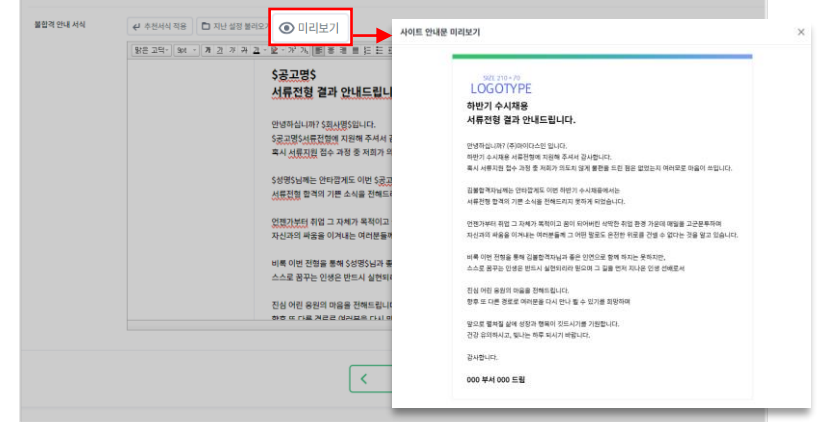 불합격 안내 서식
추천서식 적용
지난 설정 불러오
미리보기
맑은 고딕
9pt
가 간 가 과
$공고명$
서류전형 결과 안내드립니
안녕하십니까? $회사명$입니다.
$공고명$서류전형에 지원해 주셔서 감
혹시 서류지원 접수 과정 중 저희가 의
$성명$님께는 안타깝게도 이번 $공고
서류전형 합격의 기쁜 소식을 전해드리
언젠가부터 취업 그 자체가 목적이고
자신과의 싸움을 이겨내는 여러분들께
비록 이번 전형을 통해 $성명$님과 좋
스스로 꿈꾸는 인생은 반드시 실현되리
진심 어린 응원의 마음을 전해드립니다
향후 또 다른 경로로 여러분을 다시 만
사이트 안내문 미리보기
SIZE 210×70
LOGOTYPE
하반기 수시채용
서류전형 결과 안내드립니다.
안녕하십니까? (주)마이다스인 입니다.
하반기 수시채용 서류전형에 지원해 주셔서 감사합니다.
혹시 서류지원 접수 과정 중 저희가 의도치 않게 불편을 드린 점은 없었는지 여러모로 마음이 쓰입니다.
김불합격자님께는 안타깝게도 이번 하반기 수시채용에서는
서류전형 합격의 기쁜 소식을 전해드리지 못하게 되었습니다.
언젠가부터 취업 그 자체가 목적이고 꿈이 되어버린 삭막한 취업 환경 가운데 매일을 고군분투하며
자신과의 싸움을 이겨내는 여러분들께 그 어떤 말로도 온전한 위로를 건넬 수 없다는 것을 알고 있습니다.
비록 이번 전형을 통해 김불합격자님과 좋은 인연으로 함께 하지는 못하지만,
스스로 꿈꾸는 인생은 반드시 실현되리라 믿으며 그 길을 먼저 지나온 인생 선배로서
진심 어린 응원의 마음을 전해드립니다.
향후 또 다른 경로로 여러분을 다시 만나 뵐 수 있기를 희망하며
앞으로 펼쳐질 삶에 성장과 행복이 깃드시기를 기원합니다.
건강 유의하시고, 빛나는 하루 되시기 바랍니다.
감사합니다.
000 부서 000 드림